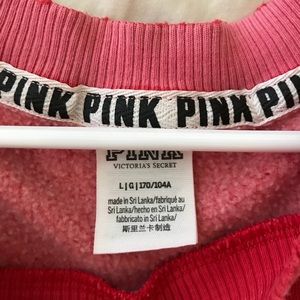 PINK PINK PINK PIN
PINK
VICTORIA'S SECRET
L | G | 170/104A
made in Sri Lanka/fabriqué au
Sri Lanka/hecho en Sri Lanka/
fabbricato in Sri Lanka/
斯里兰卡制造